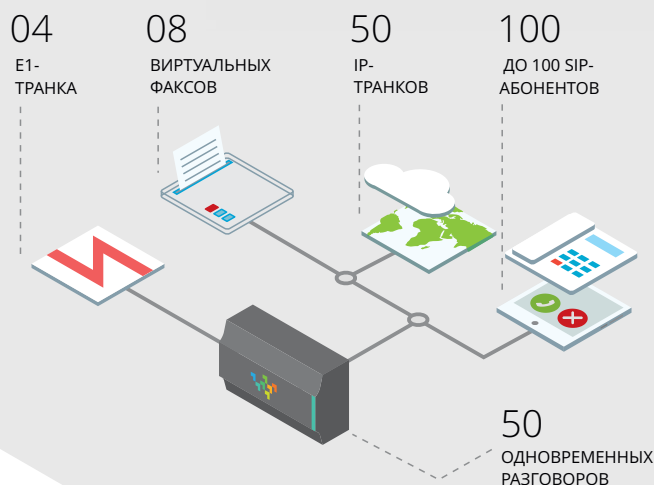 04
E1-
ТРАНКА
08
ВИРТУАЛЬНЫХ
ФАКСОВ
50
IP-
ТРАНКОВ
100
ДО 100 SIP-
АБОНЕНТОВ
50
ОДНОВРЕМЕННЫХ
РАЗГОВОРОВ